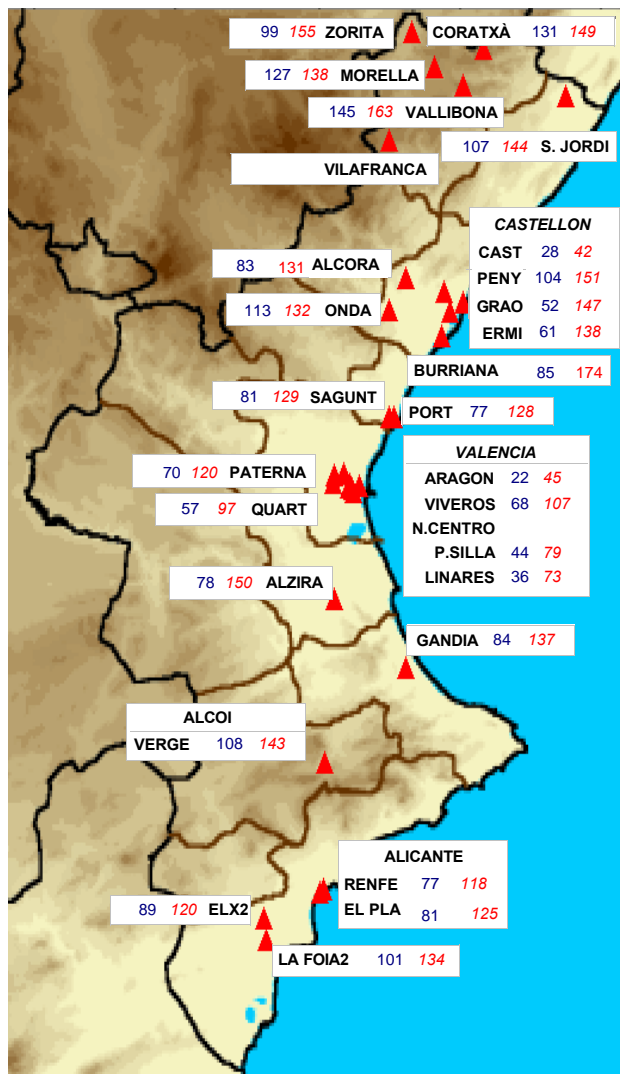 99 155 ZORITA
CORATXÀ 131 149
127 138 MORELLA
145 163 VALLIBONA
107 144 S. JORDI
VILAFRANCA
CASTELLON
CAST 28 42
PENY 104 151
GRAO 52 147
ERMI 61 138
83 131 ALCORA
113 132 ONDA
BURRIANA 85 174
81 129 SAGUNT
PORT 77 128
VALENCIA
ARAGON 22 45
VIVEROS 68 107
N.CENTRO
P.SILLA 44 79
LINARES 36 73
70 120 PATERNA
57 97 QUART
78 150 ALZIRA
GANDIA 84 137
ALCOI
VERGE 108 143
ALICANTE
RENFE 77 118
EL PLA 81 125
89 120 ELX2
LA FOIA2 101 134